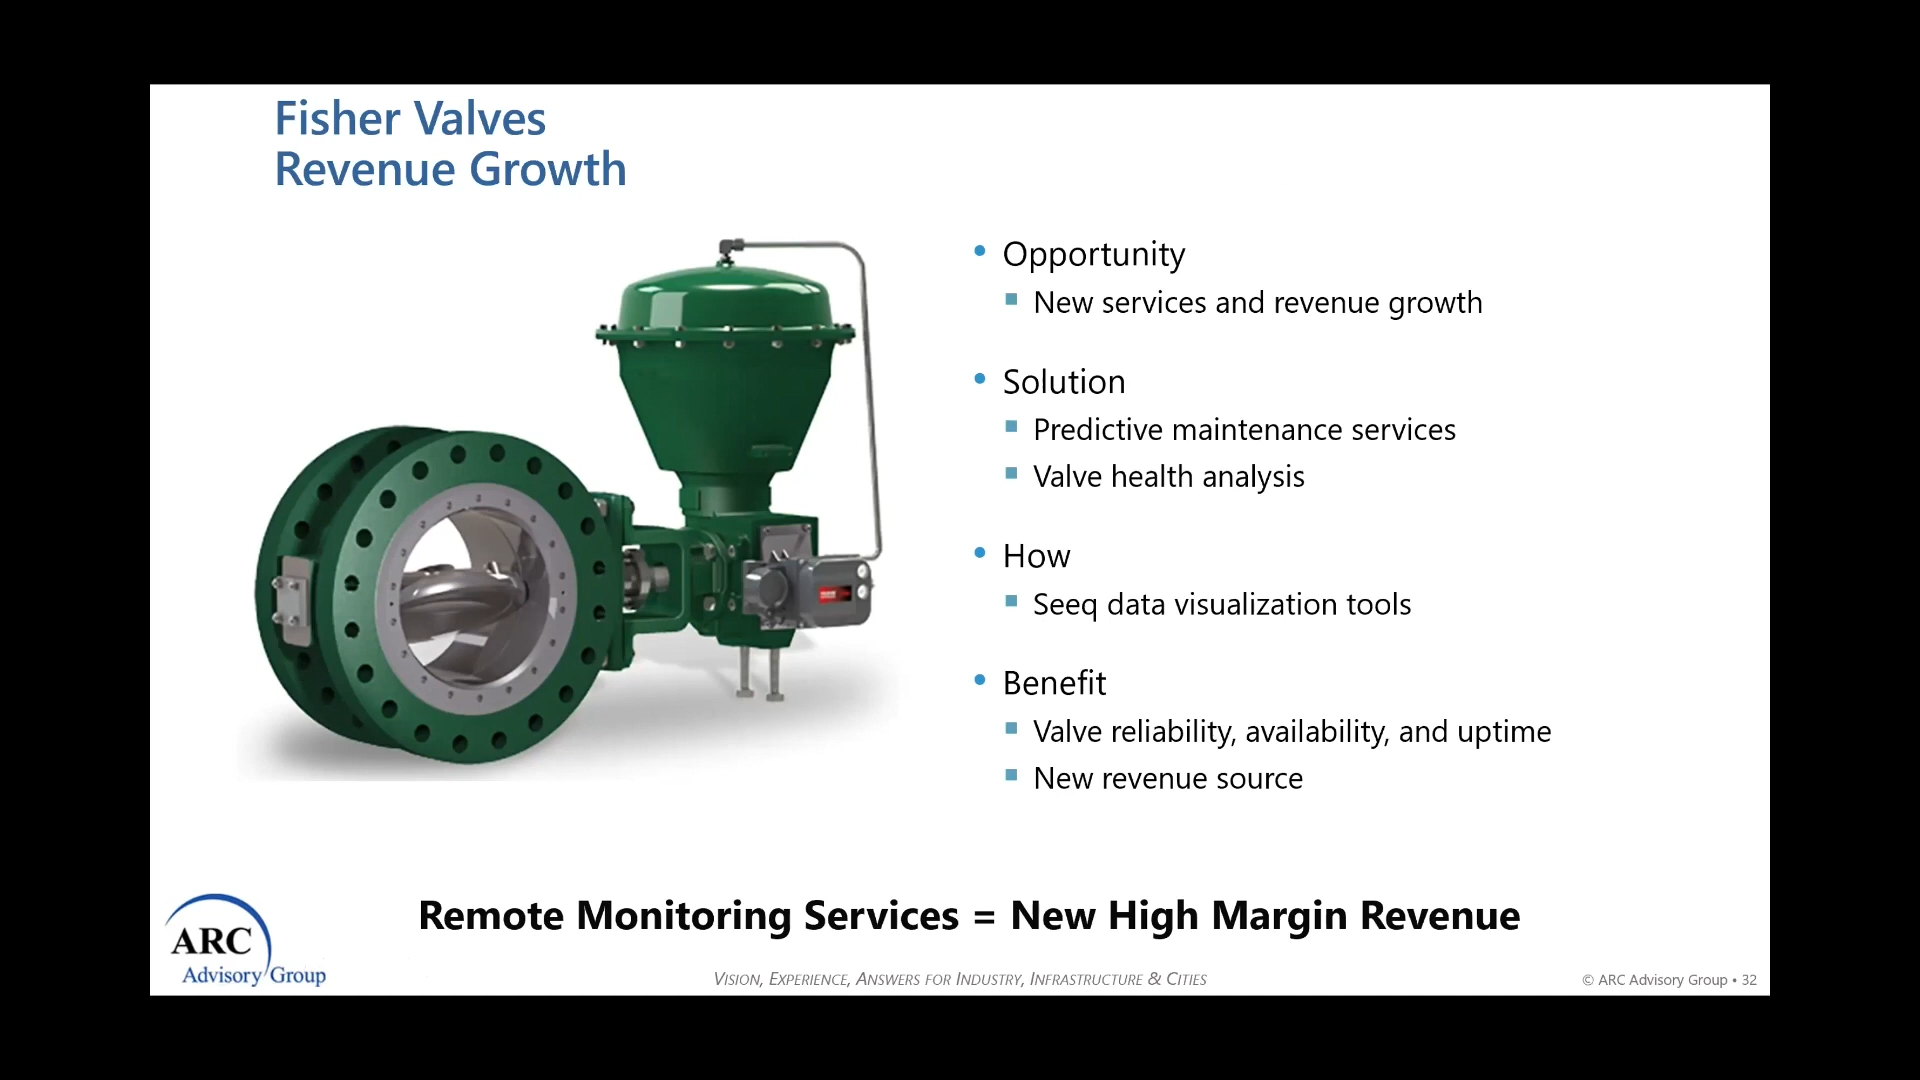 Fisher Valves
Revenue Growth
• Opportunity
▪ New services and revenue growth
• Solution
▪ Predictive maintenance services
▪ Valve health analysis
• How
▪ Seeq data visualization tools
• Benefit
▪ Valve reliability, availability, and uptime
▪ New revenue source
Remote Monitoring Services = New High Margin Revenue
ARC
Advisory Group
VISION, EXPERIENCE, ANSWERS FOR INDUSTRY, INFRASTRUCTURE & CITIES
© ARC Advisory Group • 32